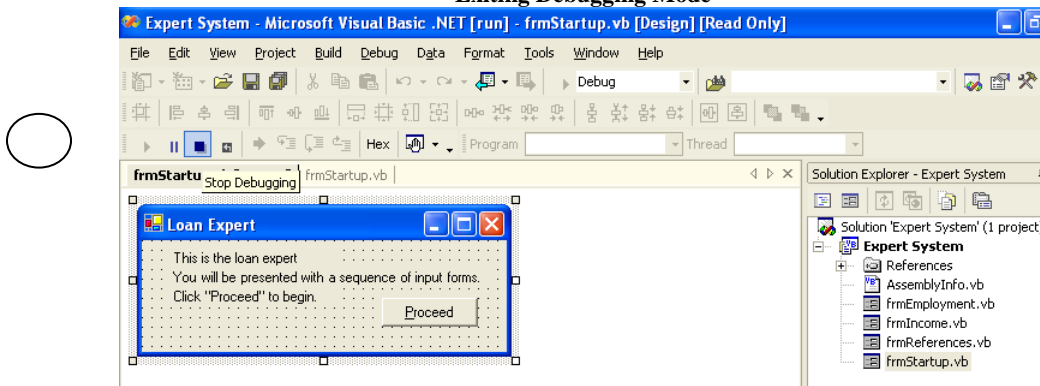 Exiting Debugging Mode
Expert System - Microsoft Visual Basic .NET [run] - frmStartup.vb [Design] [Read Only]
File Edit View Project Build Debug Data Format Tools Window Help
Debug
Hex Program Thread
frmStartu frmStartup.vb
Stop Debugging
Loan Expert
This is the loan expert
You will be presented with a sequence of input forms.
Click "Proceed" to begin.
Proceed
Solution Explorer - Expert System
Solution 'Expert System' (1 project)
Expert System
References
AssemblyInfo.vb
frmEmployment.vb
frmIncome.vb
frmReferences.vb
frmStartup.vb